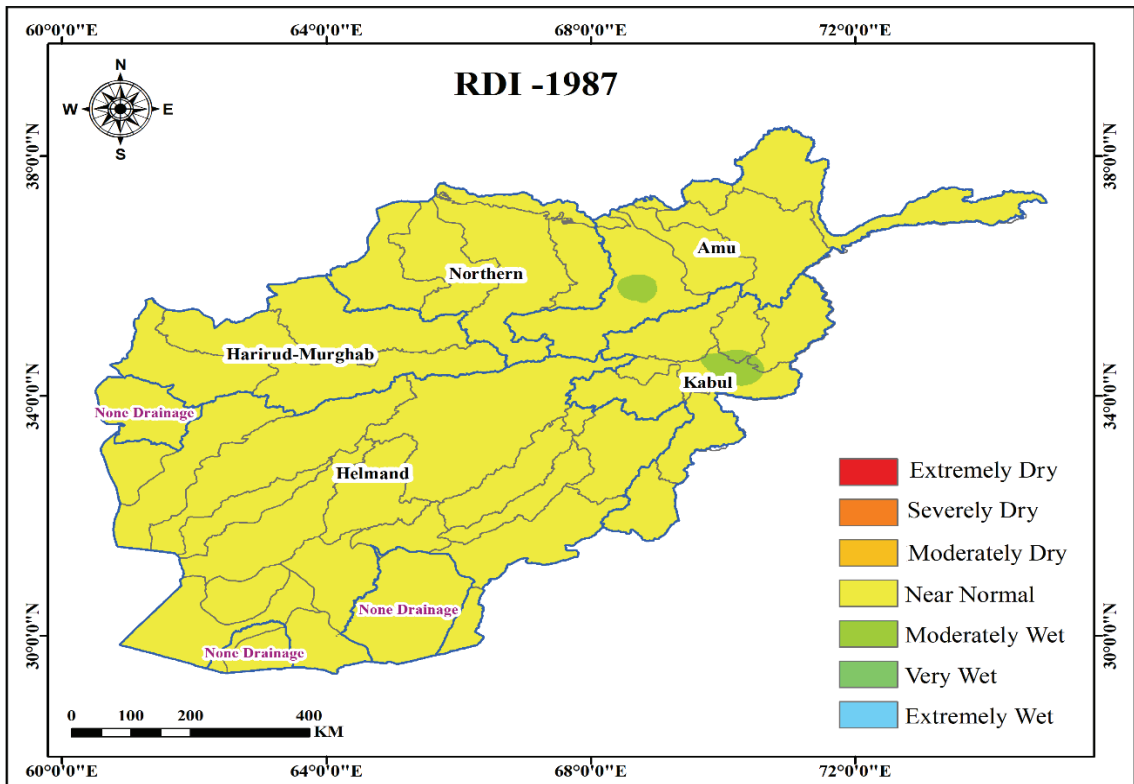 60°0'0"E
64°0'0"E
68°0'0"E
72°0'0"E
N
W
E
S
RDI -1987
38°0'0"N
38°0'0"N
Amu
Northern
Harirud-Murghab
Kabul
34°0'0"N
34°0'0"N
None Drainage
Helmand
Extremely Dry
Severely Dry
Moderately Dry
Near Normal
None Drainage
Moderately Wet
30°0'0"N
30°0'0"N
None Drainage
Very Wet
Extremely Wet
0 100 200 400
KM
60°0'0"E
64°0'0"E
68°0'0"E
72°0'0"E